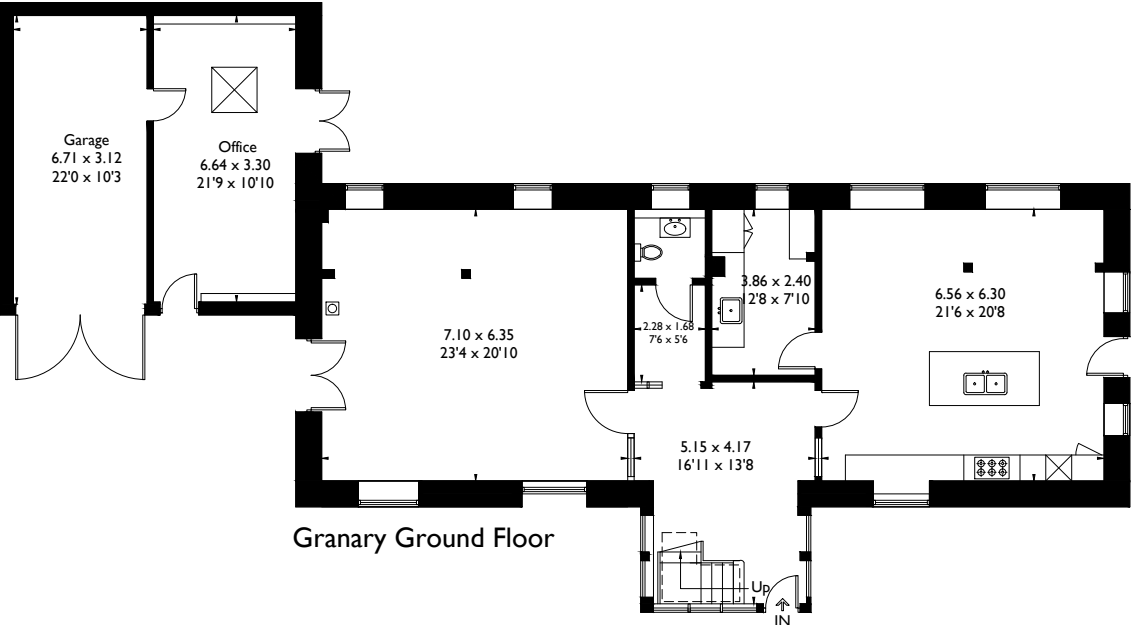 Garage
6.71 x 3.12
22'0 x 10'3
Office
6.64 x 3.30
21'9 x 10'10
7.10 x 6.35
23'4 x 20'10
2.28 x 1.68
7'6 x 5'6
3.86 x 2.40
12'8 x 7'10
6.56 x 6.30
21'6 x 20'8
5.15 x 4.17
16'11 x 13'8
Granary Ground Floor
Up
IN